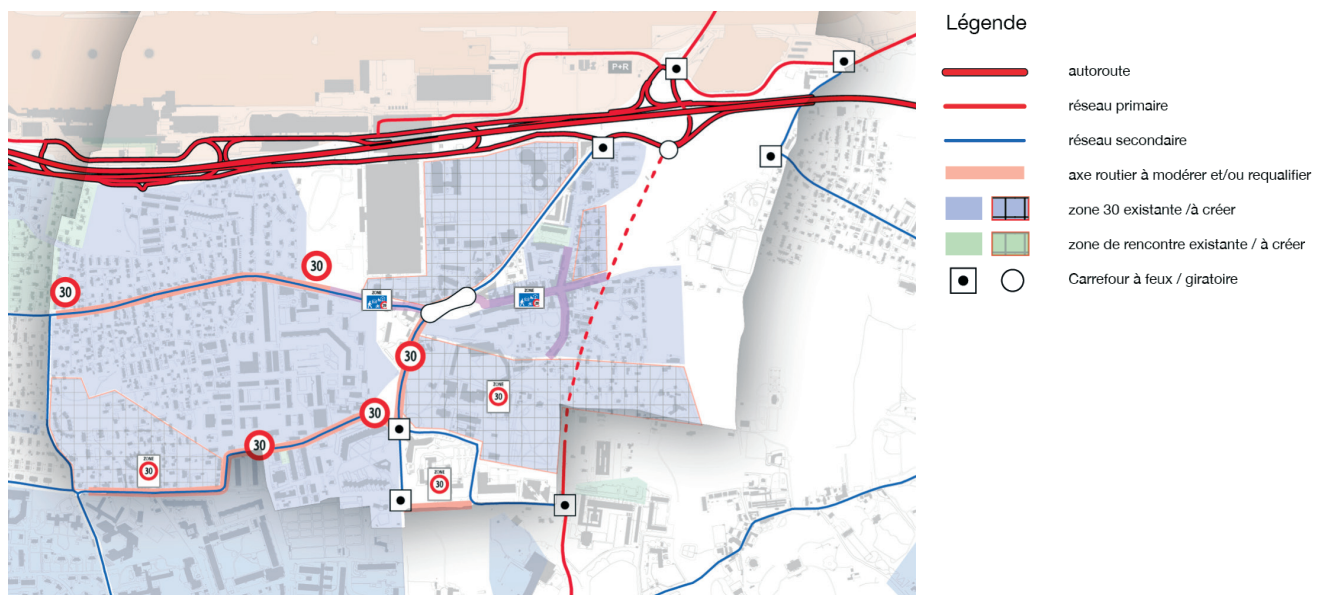 Légende
autoroute
réseau primaire
réseau secondaire
axe routier à modérer et/ou requalifier
zone 30 existante /à créer
zone de rencontre existante / à créer
Carrefour à feux / giratoire
P+R
30
30
ZONE
ZONE
30
ZONE
30
30
30
ZONE
30
ZONE
30